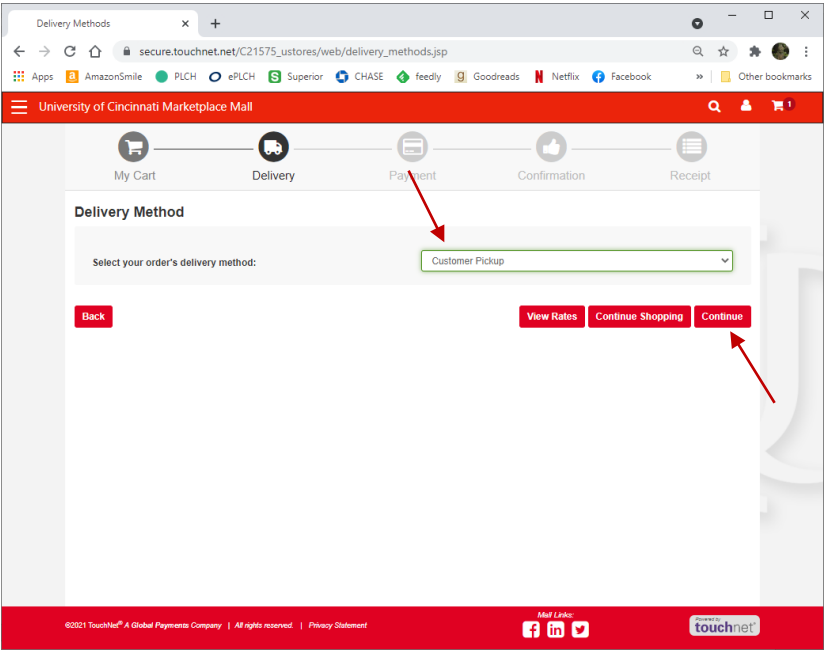 Delivery Methods
secure.touchnet.net/C21575_ustores/web/delivery_methods.jsp
Apps a AmazonSmile PLCH ePLCH S Superior CHASE feedly g Goodreads N Netflix Facebook » Other bookmarks
University of Cincinnati Marketplace Mall 1
My Cart Delivery Payment Confirmation Receipt
Delivery Method
Select your order's delivery method: Customer Pickup
Back View Rates Continue Shopping Continue
Mall Links:
©2021 TouchNet® A Global Payments Company | All rights reserved. | Privacy Statement
f in
Powered by
touchnet®